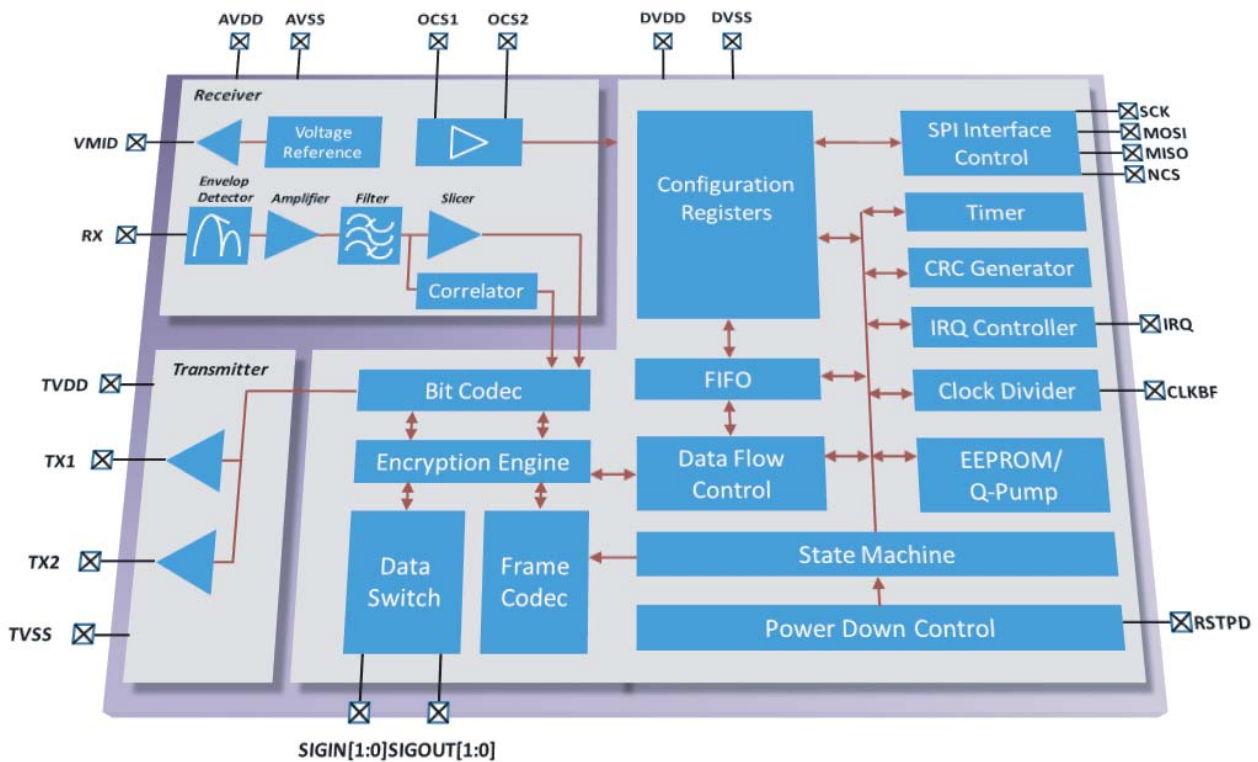 AVDD
AVSS
OCS1
OCS2
DVDD
DVSS
Receiver
VMID
Voltage
Reference
Envelop
Detector
Amplifier
Filter
Slicer
RX
Correlator
Configuration
Registers
SPI Interface
Control
SCK
MOSI
MISO
NCS
Timer
CRC Generator
IRQ Controller
IRQ
Transmitter
TVDD
Bit Codec
FIFO
Clock Divider
CLKBF
TX1
Encryption Engine
Data Flow
Control
EEPROM/
Q-Pump
TX2
Data
Switch
Frame
Codec
State Machine
TVSS
Power Down Control
RSTPD
SIGIN[1:0]SIGOUT[1:0]